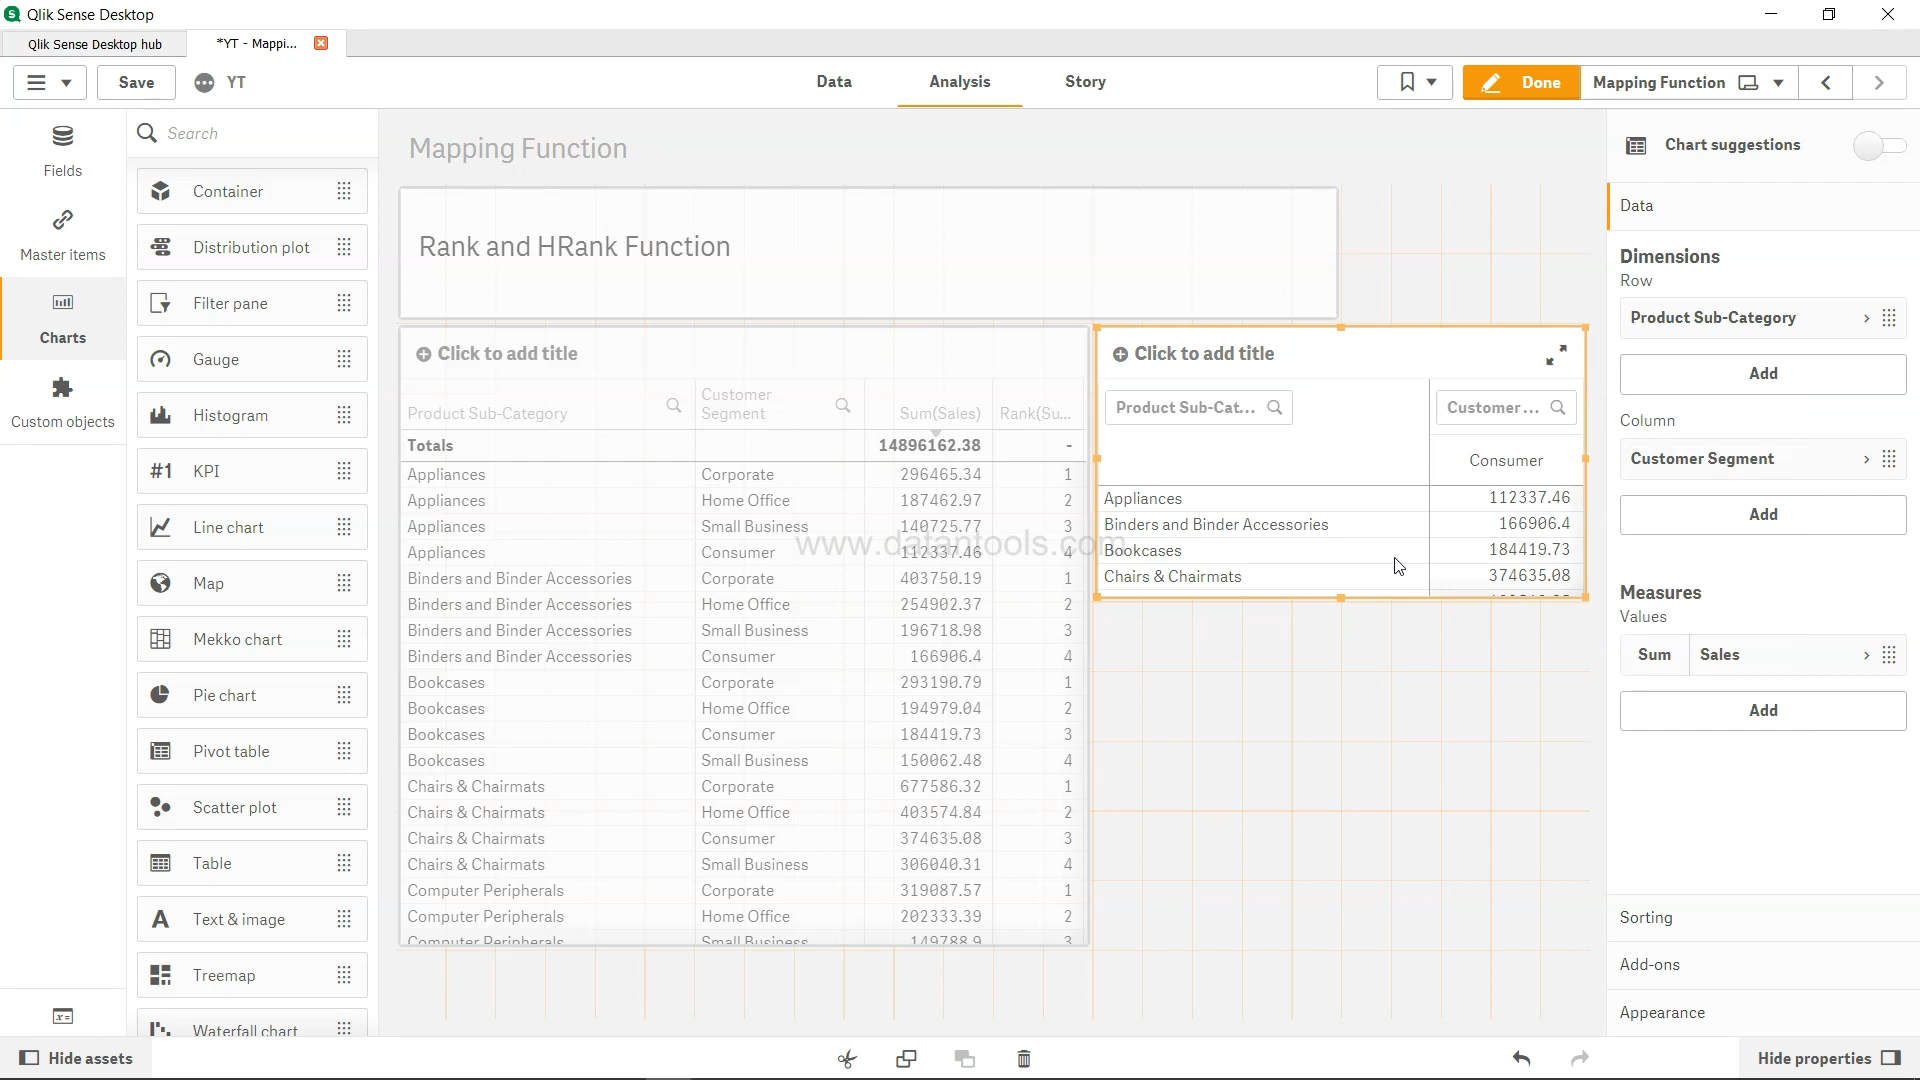 Qlik Sense Desktop
Qlik Sense Desktop hub
*YT - Mappi...
Save
YT
Data
Analysis
Story
Done
Mapping Function
Fields
Master items
Charts
Custom objects
Search
Container
Distribution plot
Filter pane
Gauge
Histogram
#1 KPI
Line chart
Map
Mekko chart
Pie chart
Pivot table
Scatter plot
Table
A Text & image
Treemap
Waterfall chart
Mapping Function
Rank and HRank Function
Click to add title
Product Sub-Category Customer Segment Sum(Sales) Rank(Su...
Totals 14896162.38 -
Appliances Corporate 296465.34 1
Appliances Home Office 187462.97 2
Appliances Small Business 140725.77 3
Appliances Consumer 112337.46 4
Binders and Binder Accessories Corporate 403750.19 1
Binders and Binder Accessories Home Office 254902.37 2
Binders and Binder Accessories Small Business 196718.98 3
Binders and Binder Accessories Consumer 166906.4 4
Bookcases Corporate 293190.79 1
Bookcases Home Office 194979.04 2
Bookcases Consumer 184419.73 3
Bookcases Small Business 150062.48 4
Chairs & Chairmats Corporate 677586.32 1
Chairs & Chairmats Home Office 403574.84 2
Chairs & Chairmats Consumer 374635.08 3
Chairs & Chairmats Small Business 306040.31 4
Computer Peripherals Corporate 319087.57 1
Computer Peripherals Home Office 202333.39 2
Computer Peripherals Small Business 149788.9 3
www.datantools.com
Click to add title
Product Sub-Cat...
Customer ...
Consumer
Appliances 112337.46
Binders and Binder Accessories 166906.4
Bookcases 184419.73
Chairs & Chairmats 374635.08
Chart suggestions
Data
Dimensions
Row
Product Sub-Category
Add
Column
Customer Segment
Add
Measures
Values
Sum Sales
Add
Sorting
Add-ons
Appearance
Hide assets
Hide properties